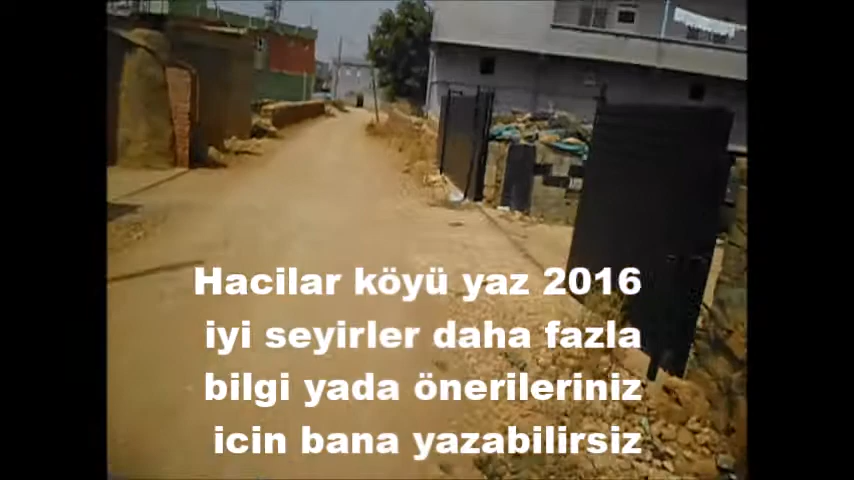 Hacilar köyü yaz 2016
iyi seyirler daha fazla
bilgi yada önerileriniz
icin bana yazabilirsiz